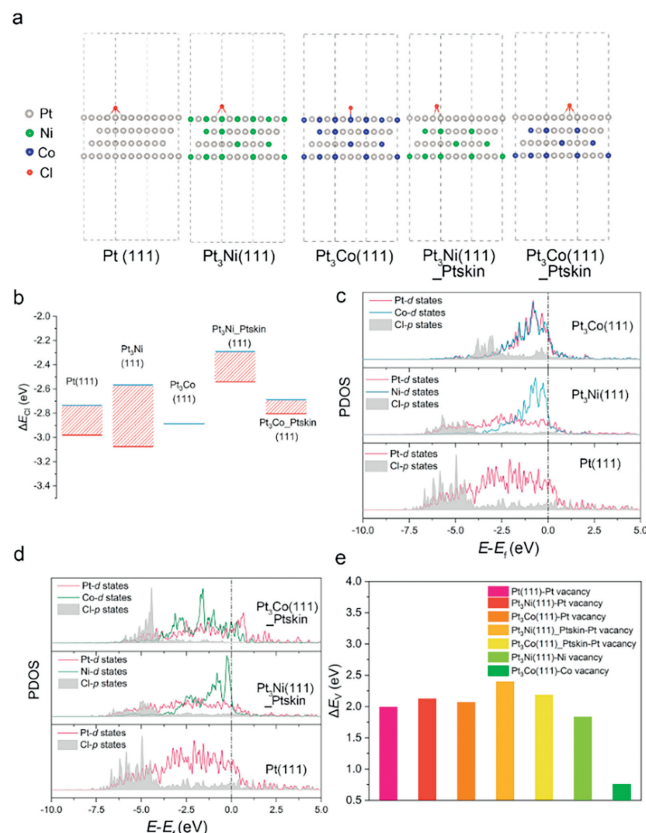 a
Pt
Ni
Co
Cl
Pt (111)
Pt3Ni(111)
Pt3Co(111)
Pt3Ni(111)
_Ptskin
Pt3Co(111)
_Ptskin
b
ΔE_Cl (eV)
-2.0
-2.2
-2.4
-2.6
-2.8
-3.0
-3.2
-3.4
Pt(111)
Pt3Ni
(111)
Pt3Co
(111)
Pt3Ni_Ptskin
(111)
Pt3Co_Ptskin
(111)
c
PDOS
Pt-d states
Co-d states
Cl-p states
Pt3Co(111)
Pt-d states
Ni-d states
Cl-p states
Pt3Ni(111)
Pt-d states
Cl-p states
Pt(111)
-10.0 -7.5 -5.0 -2.5 0.0 2.5 5.0
E-Ef (eV)
d
PDOS
Pt-d states
Co-d states
Cl-p states
Pt3Co(111)
_Ptskin
Pt-d states
Ni-d states
Cl-p states
Pt3Ni(111)
_Ptskin
Pt-d states
Cl-p states
Pt(111)
-10.0 -7.5 -5.0 -2.5 0.0 2.5 5.0
E-Ef (eV)
e
ΔEV (eV)
4.0
3.5
3.0
2.5
2.0
1.5
1.0
0.5
Pt(111)-Pt vacancy
Pt3Ni(111)-Pt vacancy
Pt3Co(111)-Pt vacancy
Pt3Ni(111)_Ptskin-Pt vacancy
Pt3Co(111)_Ptskin-Pt vacancy
Pt3Ni(111)-Ni vacancy
Pt3Co(111)-Co vacancy